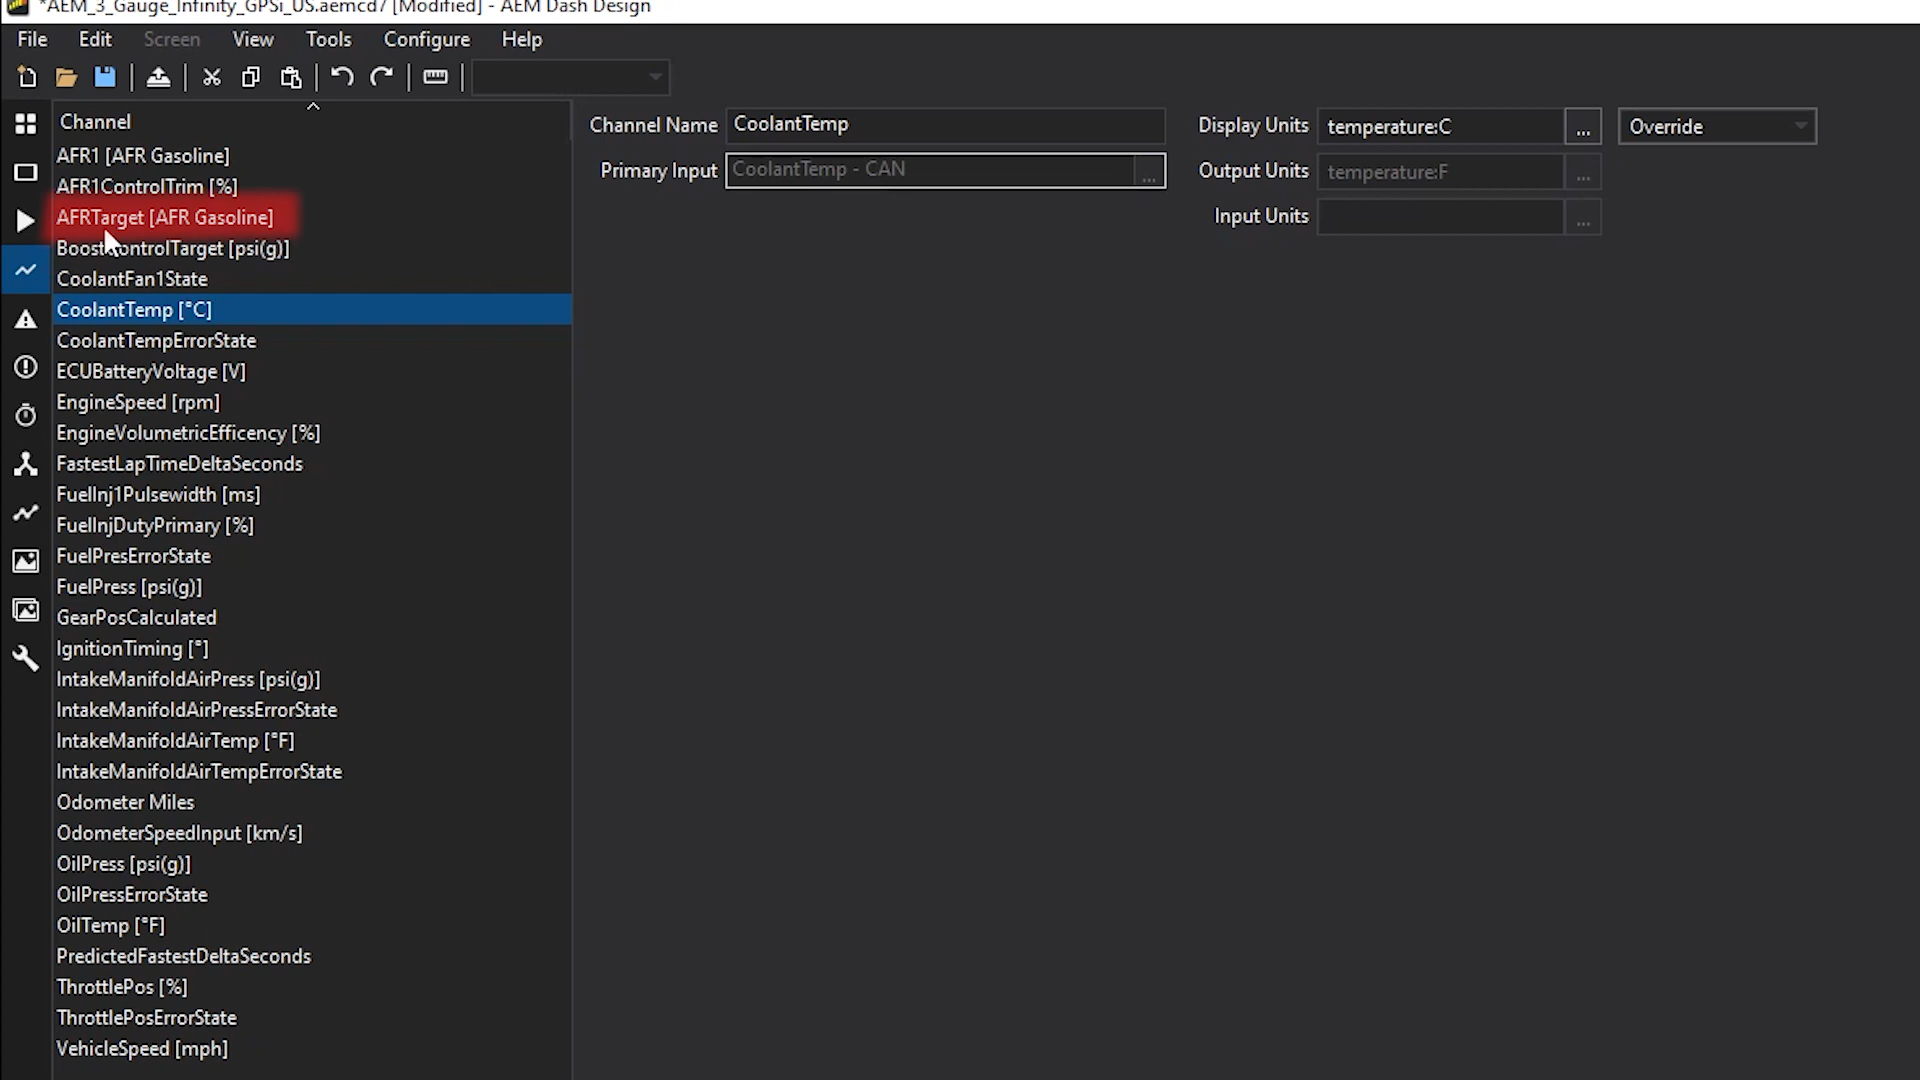 *AEM_3_Gauge_Infinity_GPSi_US.aemcd7 [Modified] - AEM Dash Design
File Edit Screen View Tools Configure Help
Channel
AFR1 [AFR Gasoline]
AFR1ControlTrim [%]
AFRTarget [AFR Gasoline]
BoostControlTarget [psi(g)]
CoolantFan1State
CoolantTemp [°C]
CoolantTempErrorState
ECUBatteryVoltage [V]
EngineSpeed [rpm]
EngineVolumetricEfficency [%]
FastestLapTimeDeltaSeconds
FuelInj1Pulsewidth [ms]
FuelInjDutyPrimary [%]
FuelPresErrorState
FuelPress [psi(g)]
GearPosCalculated
IgnitionTiming [°]
IntakeManifoldAirPress [psi(g)]
IntakeManifoldAirPressErrorState
IntakeManifoldAirTemp [°F]
IntakeManifoldAirTempErrorState
Odometer Miles
OdometerSpeedInput [km/s]
OilPress [psi(g)]
OilPressErrorState
OilTemp [°F]
PredictedFastestDeltaSeconds
ThrottlePos [%]
ThrottlePosErrorState
VehicleSpeed [mph]
Channel Name CoolantTemp
Primary Input CoolantTemp - CAN ...
Display Units temperature:C ... Override
Output Units temperature:F ...
Input Units ...